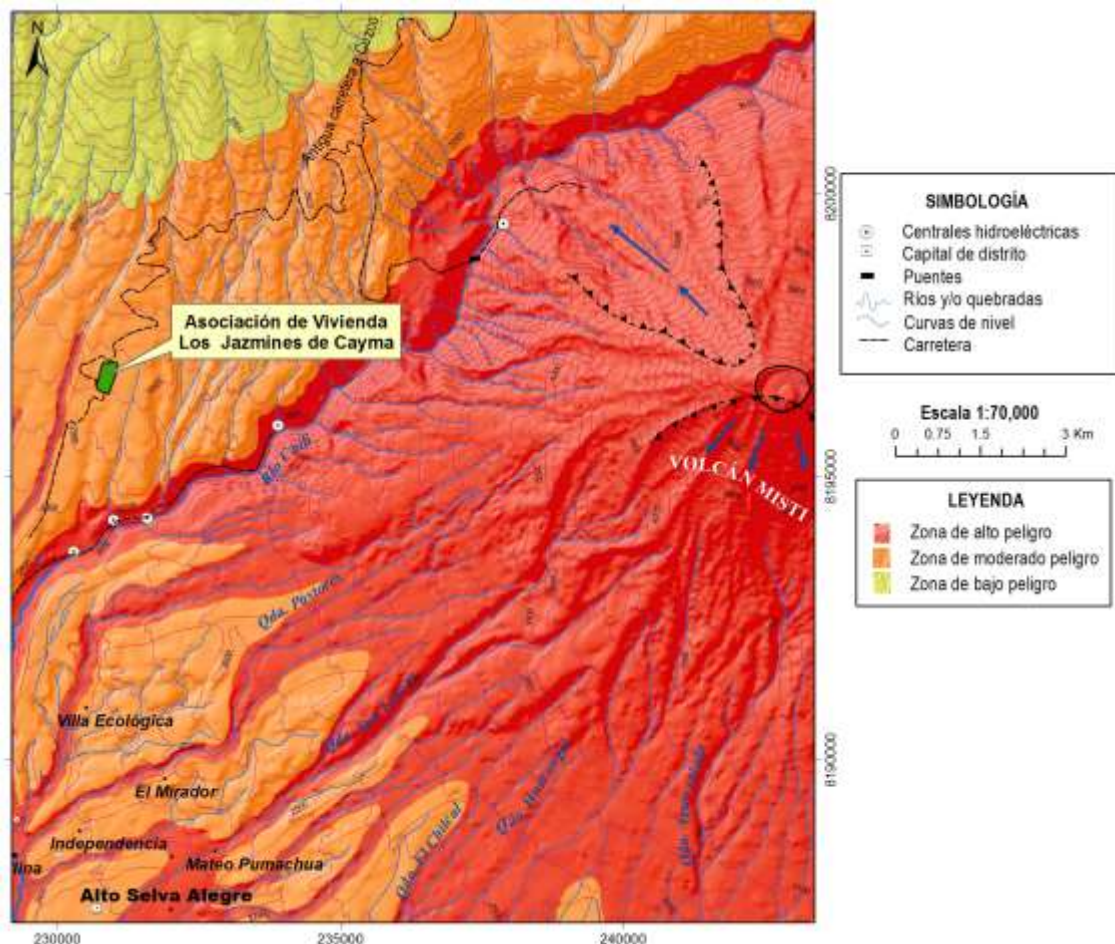 N
Antigua carretera a Cuzco
Asociación de Vivienda
Los Jazmines de Cayma
Río Chili
VOLCÁN MISTI
Qda. Pastores
Villa Ecológica
El Mirador
Independencia
Mateo Pumachua
Alto Selva Alegre
Qda. El Chilcal
230000
235000
240000
8200000
8195000
8190000
SIMBOLOGÍA
Centrales hidroeléctricas
Capital de distrito
Puentes
Ríos y/o quebradas
Curvas de nivel
Carretera
Escala 1:70,000
0 0.75 1.5 3 Km
LEYENDA
Zona de alto peligro
Zona de moderado peligro
Zona de bajo peligro